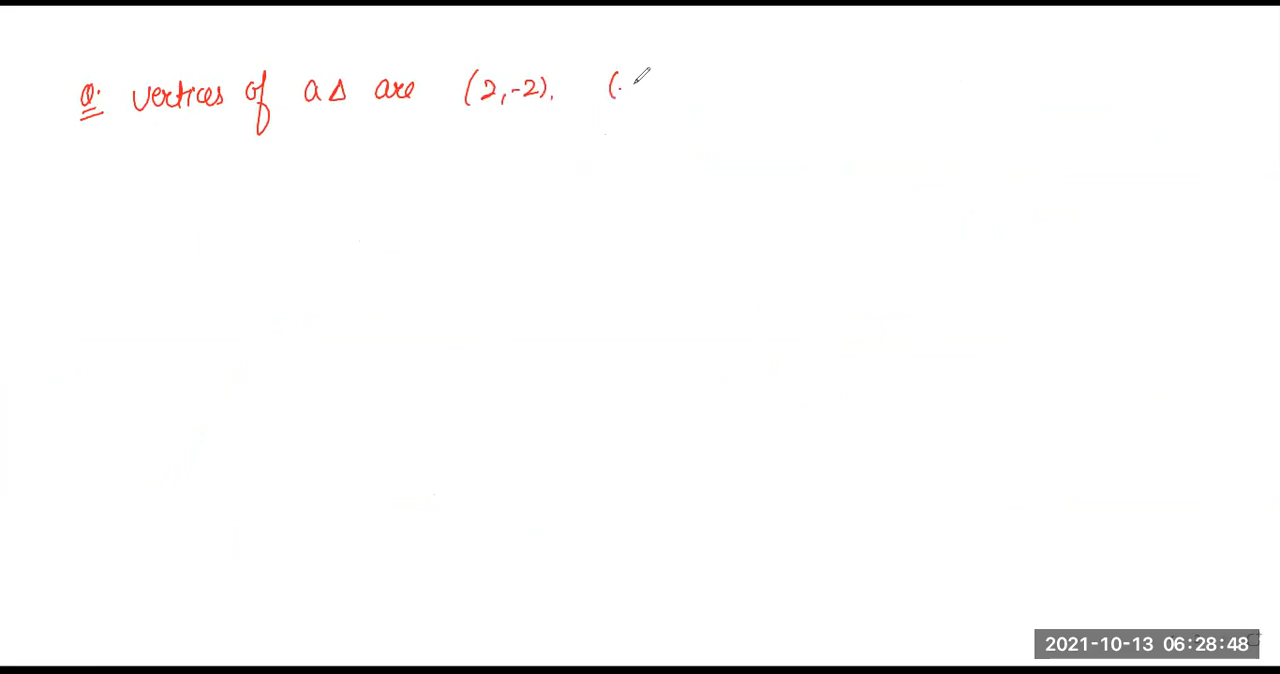 Q. vertices of a Δ are (2,-2), (
2021-10-13 06:28:48